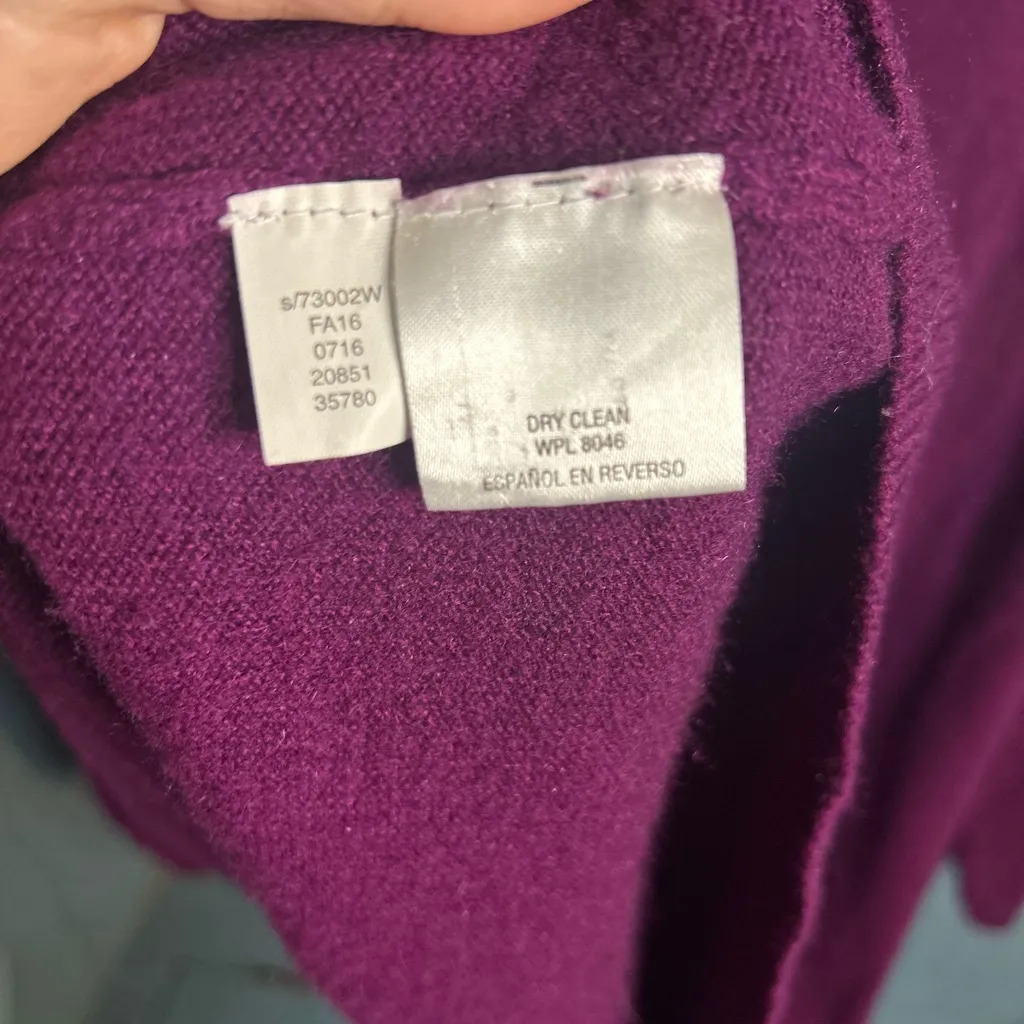 s/73002W
FA16
0716
20851
35780
DRY CLEAN
WPL 8046
ESPAÑOL EN REVERSO